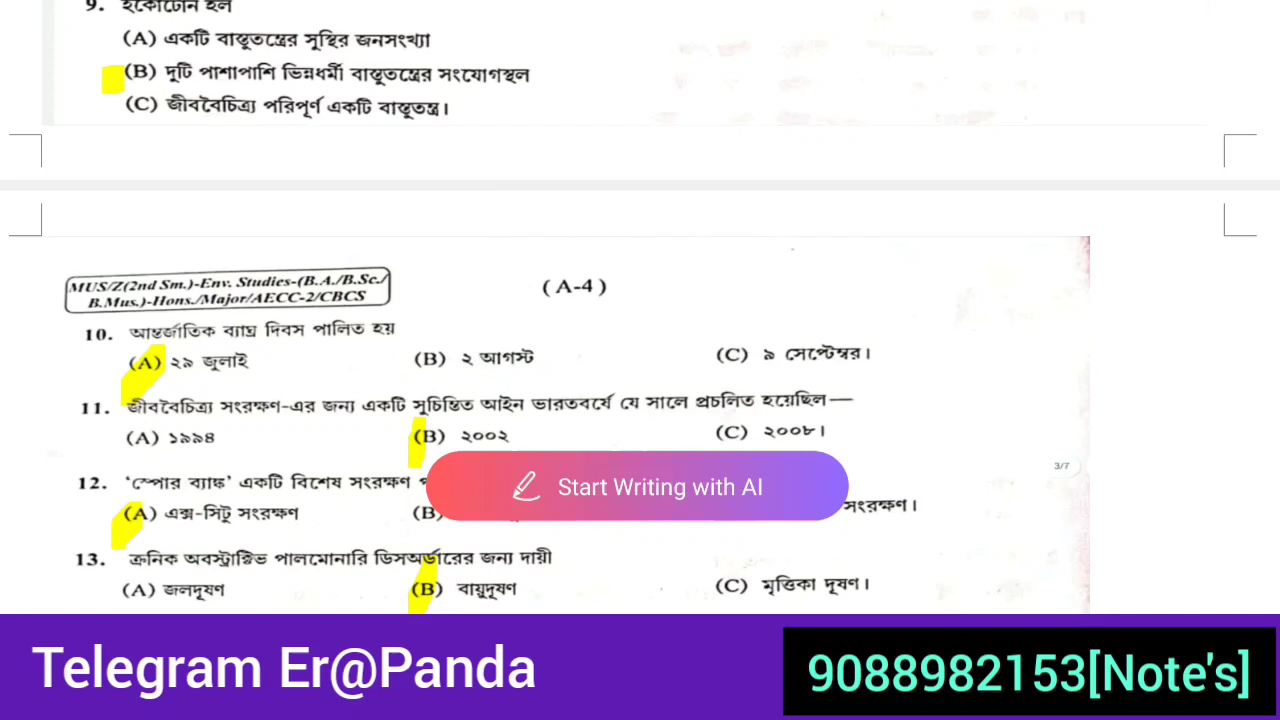 9. ইকোটোন হল
(A) একটি বাস্তুতন্ত্রের সুস্থির জনসংখ্যা
(B) দুটি পাশাপাশি ভিন্নধর্মী বাস্তুতন্ত্রের সংযোগস্থল
(C) জীববৈচিত্র্য পরিপূর্ণ একটি বাস্তুতন্ত্র।
MUS/Z(2nd Sm.)-Env. Studies-(B.A./B.Sc./
B.Mus.)-Hons./Major/AECC-2/CBCS
( A-4 )
10. আন্তর্জাতিক ব্যাঘ্র দিবস পালিত হয়
(A) ২৯ জুলাই (B) ২ আগস্ট (C) ৯ সেপ্টেম্বর।
11. জীববৈচিত্র্য সংরক্ষণ-এর জন্য একটি সুচিন্তিত আইন ভারতবর্ষে যে সালে প্রচলিত হয়েছিল—
(A) ১৯৯৪ (B) ২০০২ (C) ২০০৮।
3/7
12. ‘স্পোর ব্যাঙ্ক’ একটি বিশেষ সংরক্ষণ
Start Writing with AI
(A) এক্স-সিটু সংরক্ষণ (B) সংরক্ষণ।
13. ক্রনিক অবস্ট্রাক্টিভ পালমোনারি ডিসঅর্ডারের জন্য দায়ী
(A) জলদূষণ (B) বায়ুদূষণ (C) মৃত্তিকা দূষণ।
Telegram Er@Panda
9088982153[Note's]